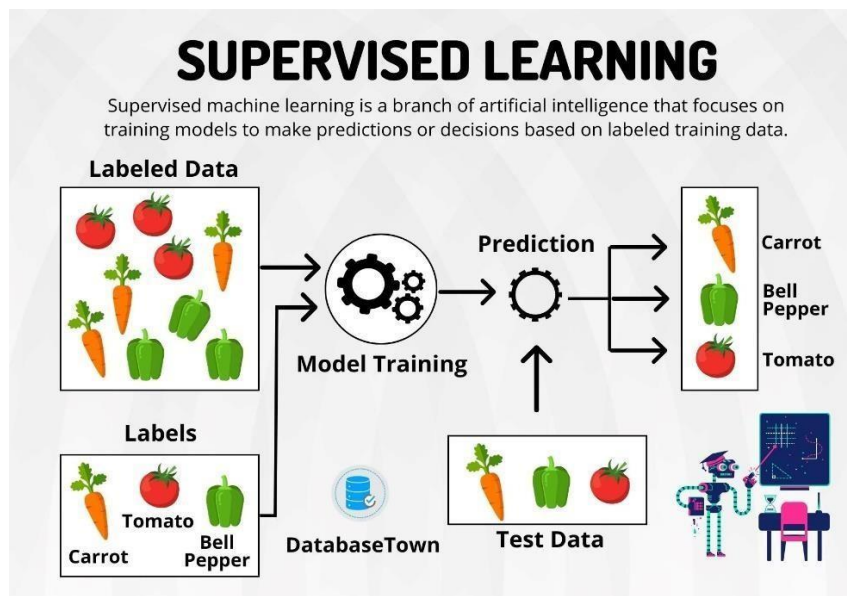 SUPERVISED LEARNING
Supervised machine learning is a branch of artificial intelligence that focuses on
training models to make predictions or decisions based on labeled training data.
Labeled Data
Model Training
Prediction
Carrot
Bell
Pepper
Tomato
Labels
Carrot
Tomato
Bell
Pepper
DatabaseTown
Test Data